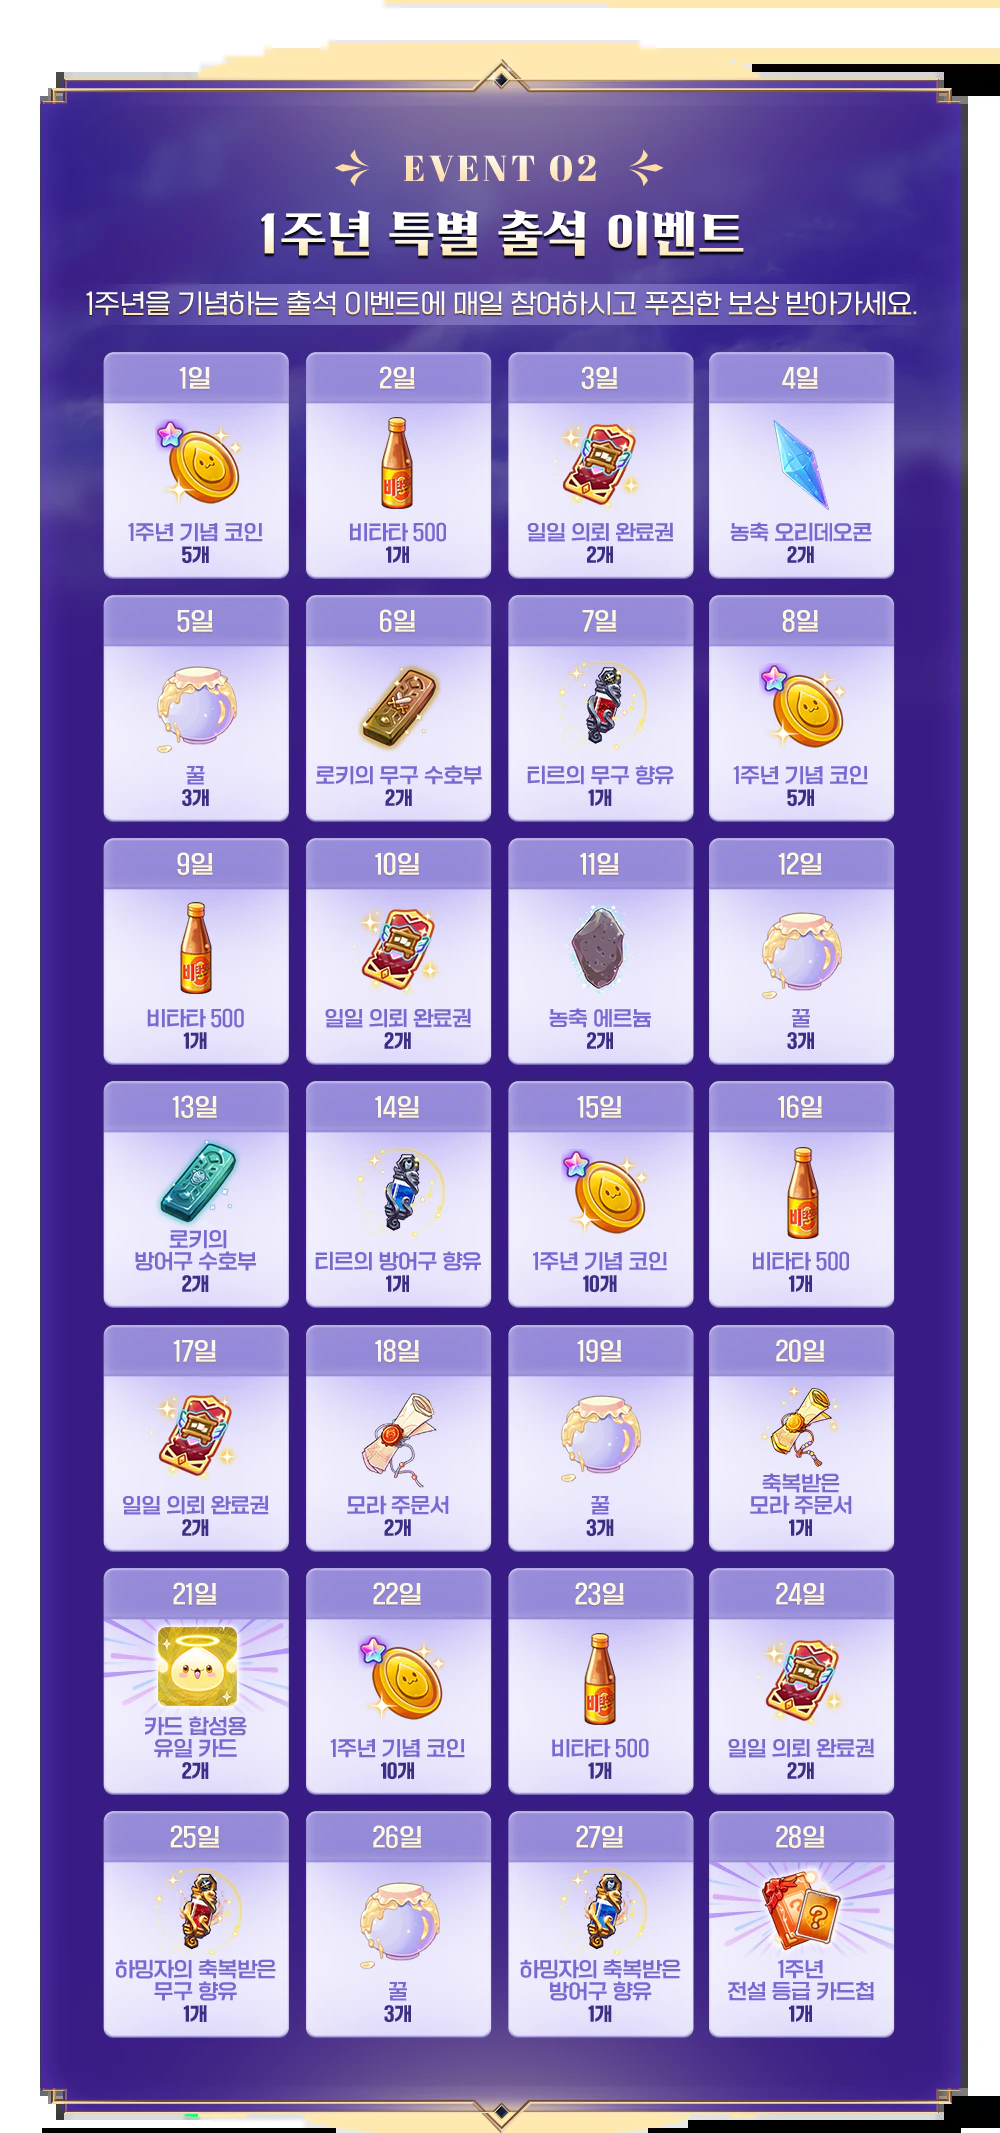 EVENT 02
1주년 특별 출석 이벤트
1주년을 기념하는 출석 이벤트에 매일 참여하시고 푸짐한 보상 받아가세요.
1일
1주년 기념 코인
5개
2일
비타타 500
1개
3일
일일 의뢰 완료권
2개
4일
농축 오리데오콘
2개
5일
꿀
3개
6일
로키의 무구 수호부
2개
7일
티르의 무구 향유
1개
8일
1주년 기념 코인
5개
9일
비타타 500
1개
10일
일일 의뢰 완료권
2개
11일
농축 에르늄
2개
12일
꿀
3개
13일
로키의
방어구 수호부
2개
14일
티르의 방어구 향유
1개
15일
1주년 기념 코인
10개
16일
비타타 500
1개
17일
일일 의뢰 완료권
2개
18일
모라 주문서
2개
19일
꿀
3개
20일
축복받은
모라 주문서
1개
21일
카드 합성용
유일 카드
2개
22일
1주년 기념 코인
10개
23일
비타타 500
1개
24일
일일 의뢰 완료권
2개
25일
하밍자의 축복받은
무구 향유
1개
26일
꿀
3개
27일
하밍자의 축복받은
방어구 향유
1개
28일
1주년
전설 등급 카드첩
1개